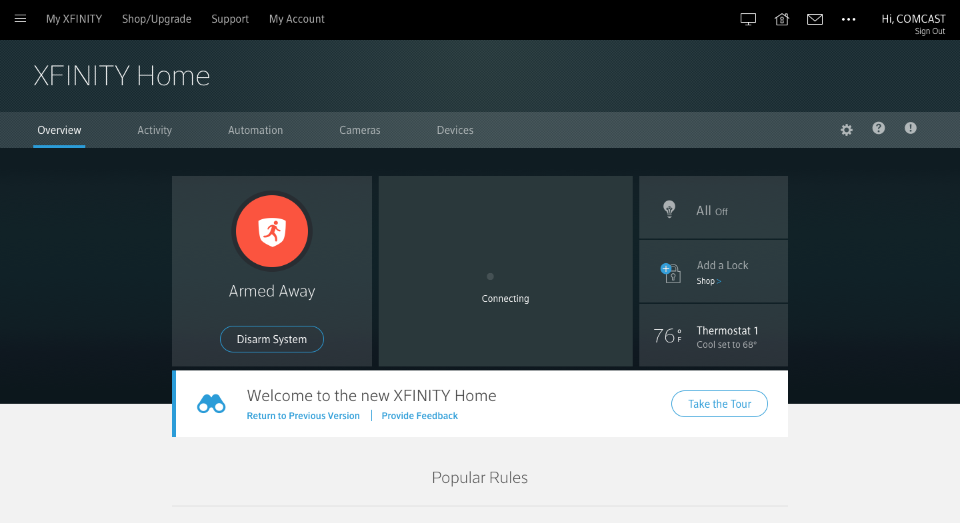 My XFINITY Shop/Upgrade Support My Account Hi, COMCAST
Sign Out
XFINITY Home
Overview Activity Automation Cameras Devices
Armed Away
Disarm System
Connecting
All Off
Add a Lock
Shop >
76°F
Thermostat 1
Cool set to 68°
Welcome to the new XFINITY Home
Return to Previous Version | Provide Feedback
Take the Tour
Popular Rules